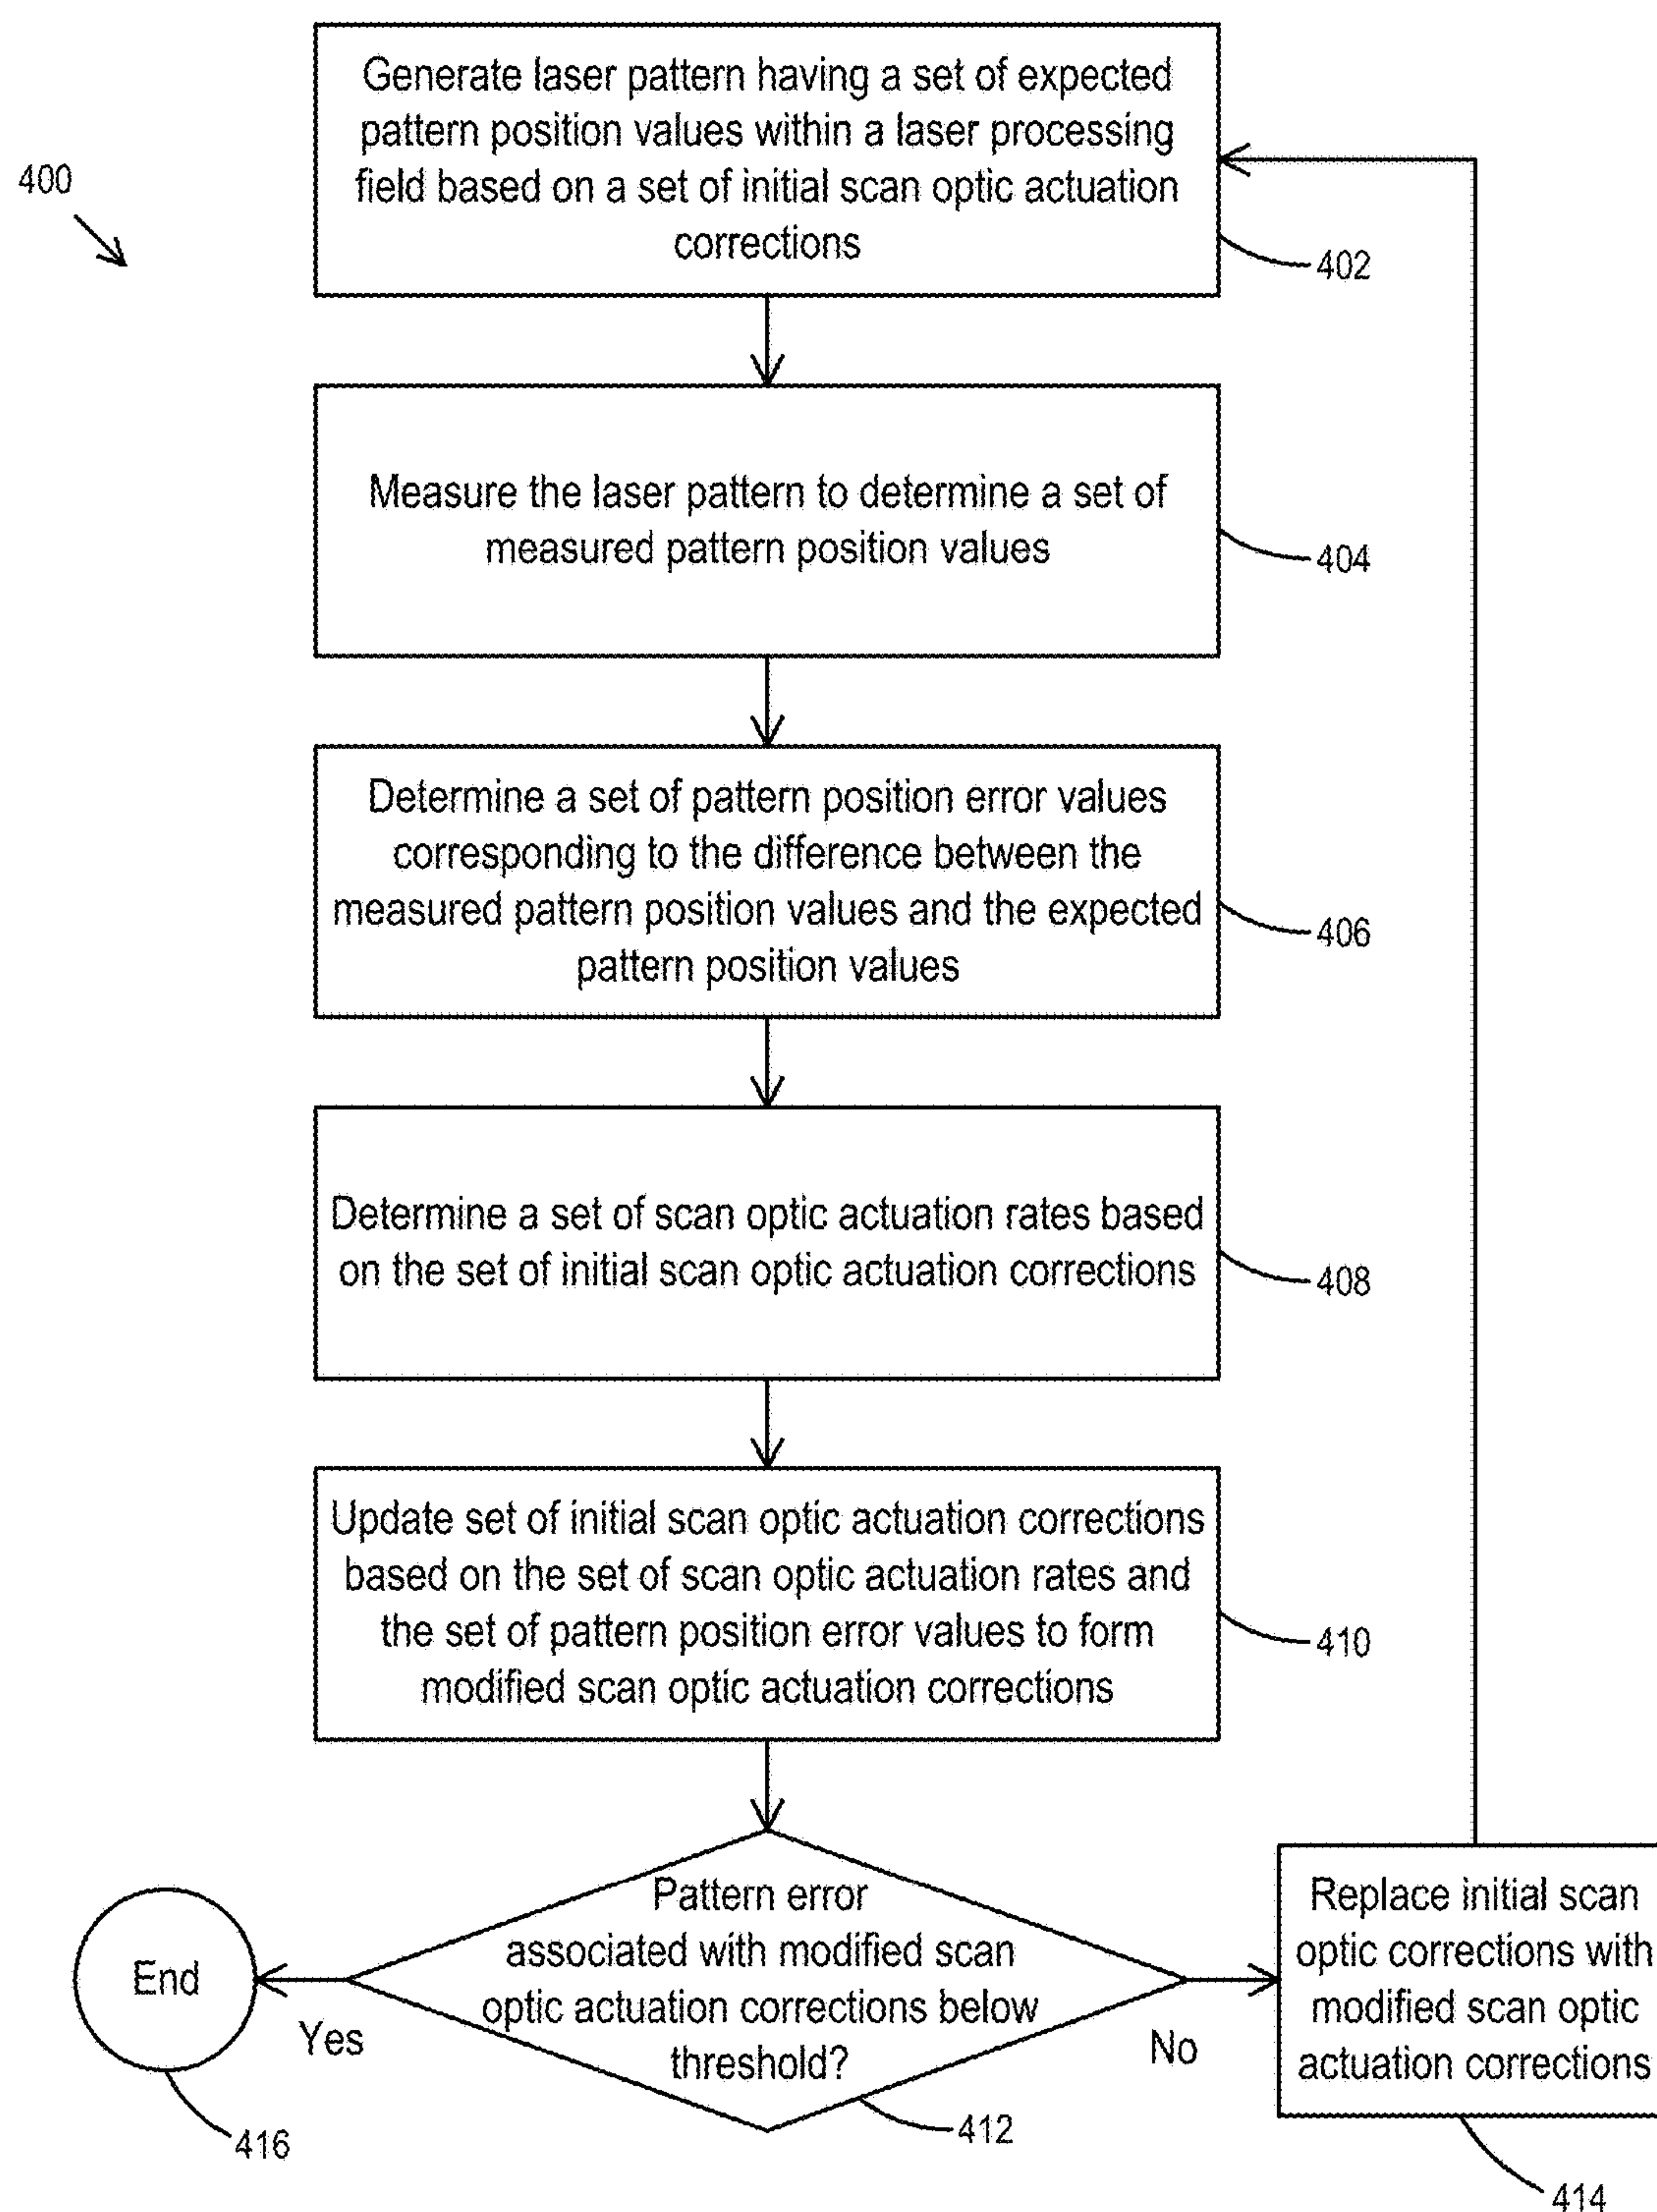 400
Generate laser pattern having a set of expected
pattern position values within a laser processing
field based on a set of initial scan optic actuation
corrections
402
Measure the laser pattern to determine a set of
measured pattern position values
404
Determine a set of pattern position error values
corresponding to the difference between the
measured pattern position values and the expected
pattern position values
406
Determine a set of scan optic actuation rates based
on the set of initial scan optic actuation corrections
408
Update set of initial scan optic actuation corrections
based on the set of scan optic actuation rates and
the set of pattern position error values to form
modified scan optic actuation corrections
410
Pattern error
associated with modified scan
optic actuation corrections below
threshold?
412
Yes
End
416
No
Replace initial scan
optic corrections with
modified scan optic
actuation corrections
414